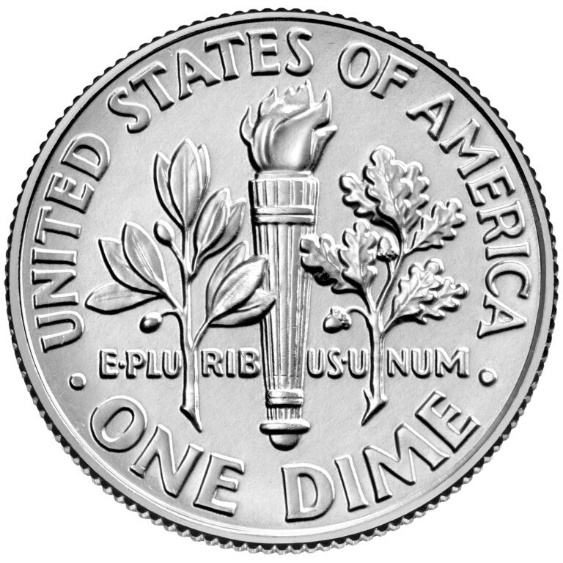 UNITED STATES OF AMERICA
E·PLURIBUS·UNUM
ONE DIME